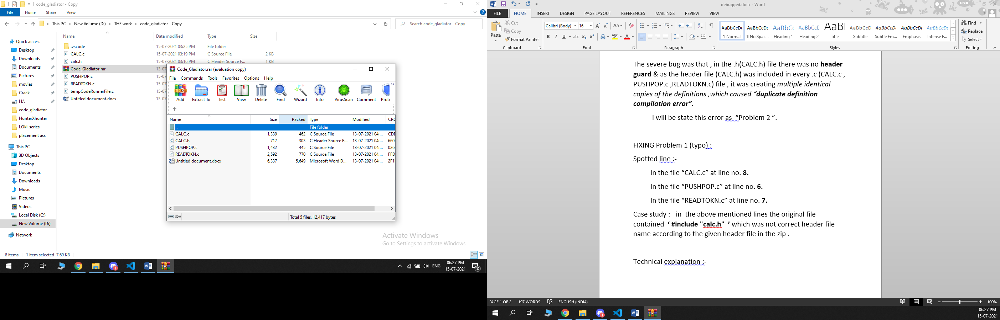 code_gladiator - Copy
File Home Share View
This PC > New Volume (D:) > THE work > code_gladiator - Copy
Search code_gladiator - Copy
Quick access
Desktop
Downloads
Documents
Pictures
movies
Crack
H:\
code_gladiator
HunterXhunter
LOki_series
placement ass
This PC
3D Objects
Desktop
Documents
Downloads
Music
Pictures
Videos
Local Disk (C:)
New Volume (D:)
Network
Name Date modified Type Size
.vscode 15-07-2021 03:25 PM File folder
CALC.c 15-07-2021 03:19 PM C Source File 2 KB
calc.h 15-07-2021 03:16 PM C Header Source F... 1 KB
Code_Gladiator.rar 13-07
PUSHPOP.c 15-07
READTOKN.c 15-07
tempCodeRunnerFile.c 15-07
Untitled document.docx 13-07
Code_Gladiator.rar (evaluation copy)
File Commands Tools Favorites Options Help
Add Extract To Test View Delete Find Wizard Info VirusScan Comment
Name Size Packed Type Modified
.. File folder
CALC.c 1,339 462 C Source File 13-07-2021 04:...
CALC.h 717 303 C Header Source F... 13-07-2021 04:... 660
PUSHPOP.c 1,432 445 C Source File 13-07-2021 04:... 026
READTOKN.c 2,592 770 C Source File 13-07-2021 04:... FFD
Untitled document.docx 6,337 5,649 Microsoft Word D... 13-07-2021 04:... 2F1
Total 5 files, 12,417 bytes
Activate Windows
Go to Settings to activate Windows.
8 items 1 item selected 7.69 KB
ENG
06:27 PM
15-07-2021
2
debugged.docx - Word
FILE HOME INSERT DESIGN PAGE LAYOUT REFERENCES MAILINGS REVIEW VIEW
Paste
Cut
Copy
Format Painter
Calibri (Body) 16
AaBbCcDc AaBbCcDc AaBbCc AaBbCcC AaBl AaBbCcC AaBbCcDc AaBbCcDc AaBbCcDc
¶ Normal ¶ No Spac... Heading 1 Heading 2 Title Subtitle Subtle Em... Emphasis Intense E...
Find
Replace
Select
Clipboard Font Paragraph Styles Editing
The severe bug was that , in the .h(CALC.h) file there was no header
guard & as the header file (CALC.h) was included in every .c (CALC.c ,
PUSHPOP.c ,READTOKN.c) file , it was creating multiple identical
copies of the definitions ,which caused “duplicate definition
compilation error”.
I will be state this error as “Problem 2 ”.
FIXING Problem 1 (typo) :-
Spotted line :-
In the file “CALC.c” at line no. 8.
In the file “PUSHPOP.c” at line no. 6.
In the file “READTOKN.c” at line no. 7.
Case study :- in the above mentioned lines the original file
contained ‘ #include "calc.h" ’ which was not correct header file
name according to the given header file in the zip .
Technical explanation :-
PAGE 1 OF 2 197 WORDS ENGLISH (INDIA) 100%
06:27 PM
15-07-2021